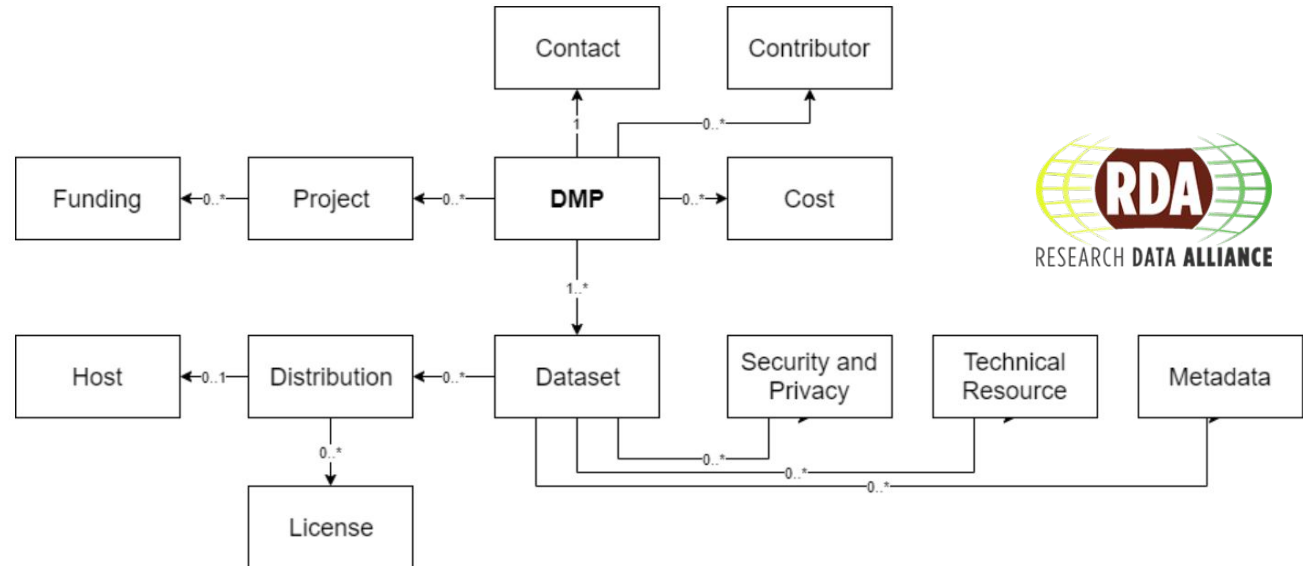 Contact
Contributor
1
0..*
Funding
0..*
Project
0..*
DMP
0..*
Cost
RDA
RESEARCH DATA ALLIANCE
1..*
Host
0..1
Distribution
0..*
Dataset
Security and
Privacy
Technical
Resource
Metadata
0..*
0..*
0..*
0..*
License